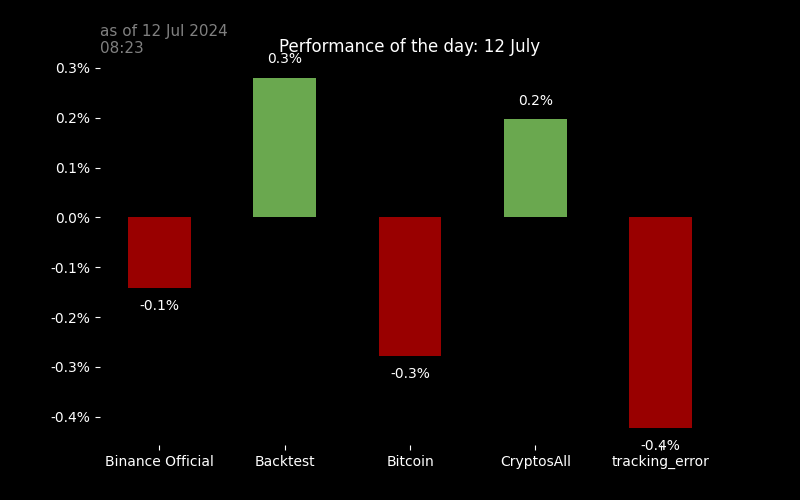 as of 12 Jul 2024
08:23
Performance of the day: 12 July
0.3%
0.3%
0.2%
0.2%
0.1%
0.0%
-0.1%
-0.1%
-0.2%
-0.3%
-0.3%
-0.4%
-0.4%
Binance Official
Backtest
Bitcoin
CryptosAll
tracking_error